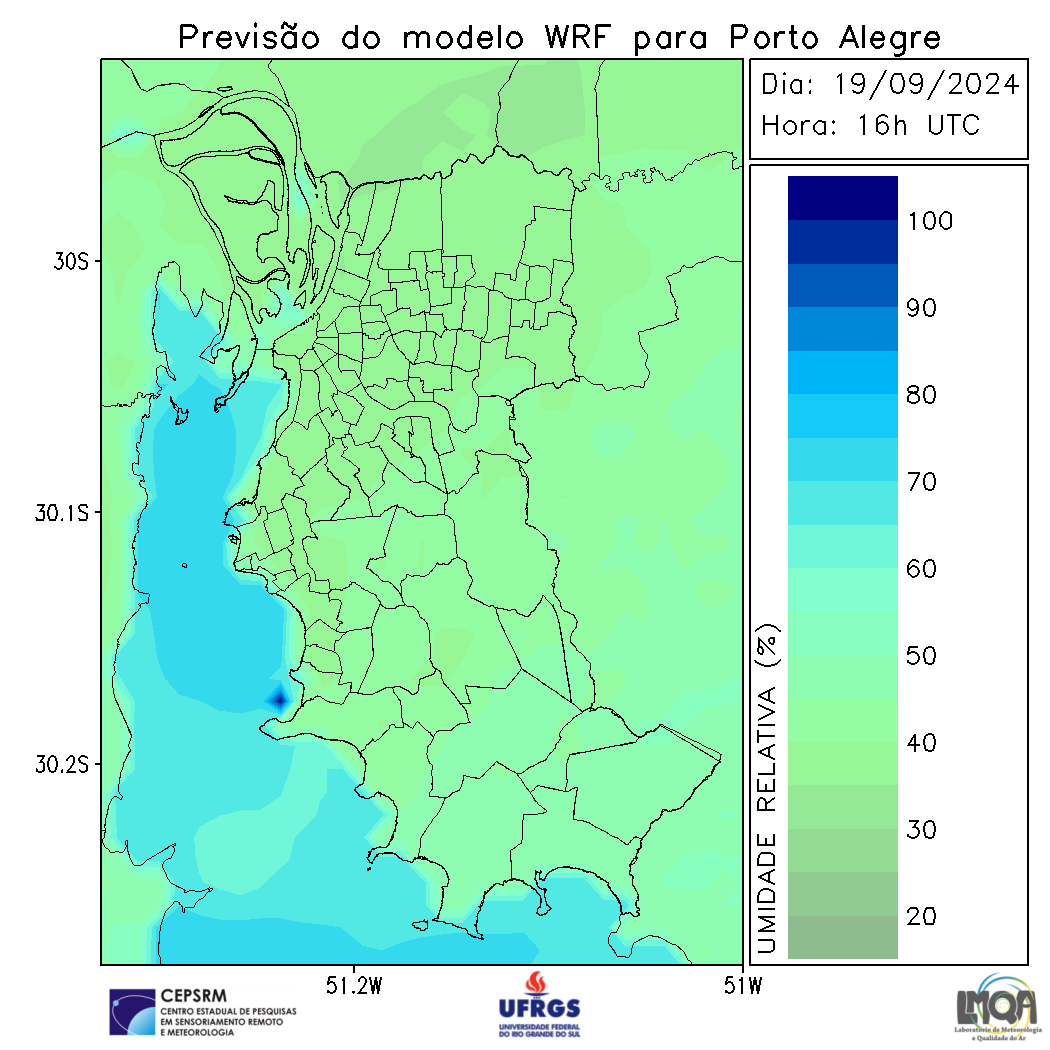 Previsão do modelo WRF para Porto Alegre
Dia: 19/09/2024
Hora: 16h UTC
100
90
80
70
60
50
40
30
20
UMIDADE RELATIVA (%)
30S
30.1S
30.2S
51.2W
51W
CEPSRM
CENTRO ESTADUAL DE PESQUISAS
EM SENSORIAMENTO REMOTO
E METEOROLOGIA
UFRGS
UNIVERSIDADE FEDERAL
DO RIO GRANDE DO SUL
LMQA
Laboratório de Meteorologia
e Qualidade do Ar